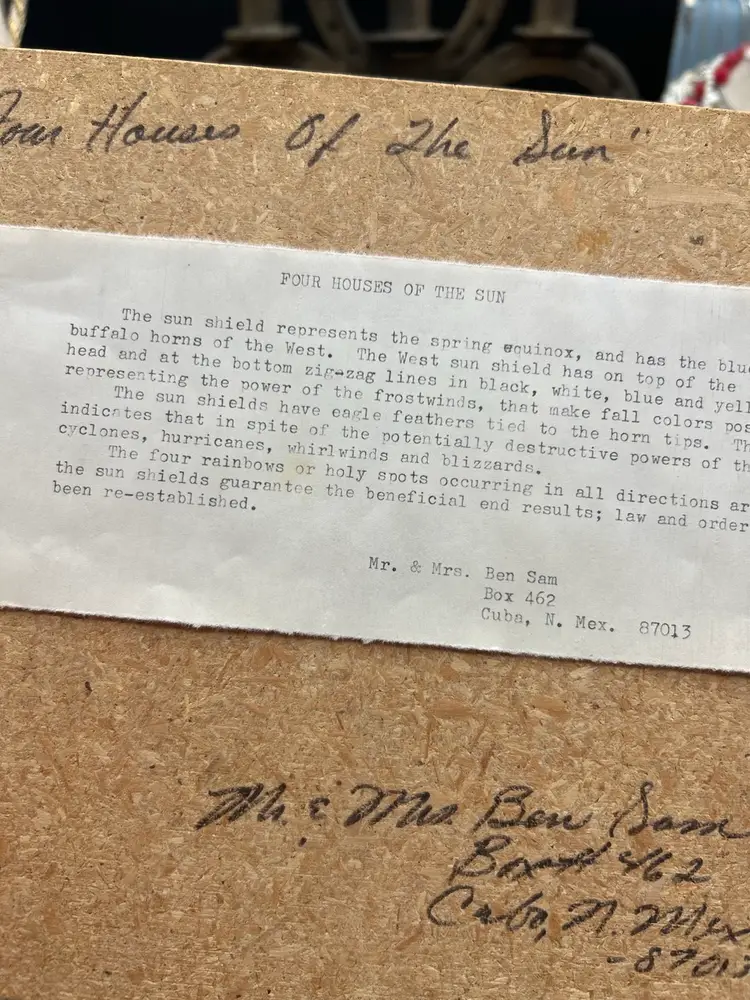 Four Houses Of The Sun"
FOUR HOUSES OF THE SUN
The sun shield represents the spring equinox, and has the blue
buffalo horns of the West. The West sun shield has on top of the
head and at the bottom zig-zag lines in black, white, blue and yell
representing the power of the frostwinds, that make fall colors pos
The sun shields have eagle feathers tied to the horn tips. Th
indicates that in spite of the potentially destructive powers of th
cyclones, hurricanes, whirlwinds and blizzards.
The four rainbows or holy spots occurring in all directions ar
the sun shields guarantee the beneficial end results; law and order
been re-established.
Mr. & Mrs. Ben Sam
Box 462
Cuba, N. Mex. 87013
Mr. & Mrs. Ben Sam
Box # 462
Cuba, N. Mex
-87013